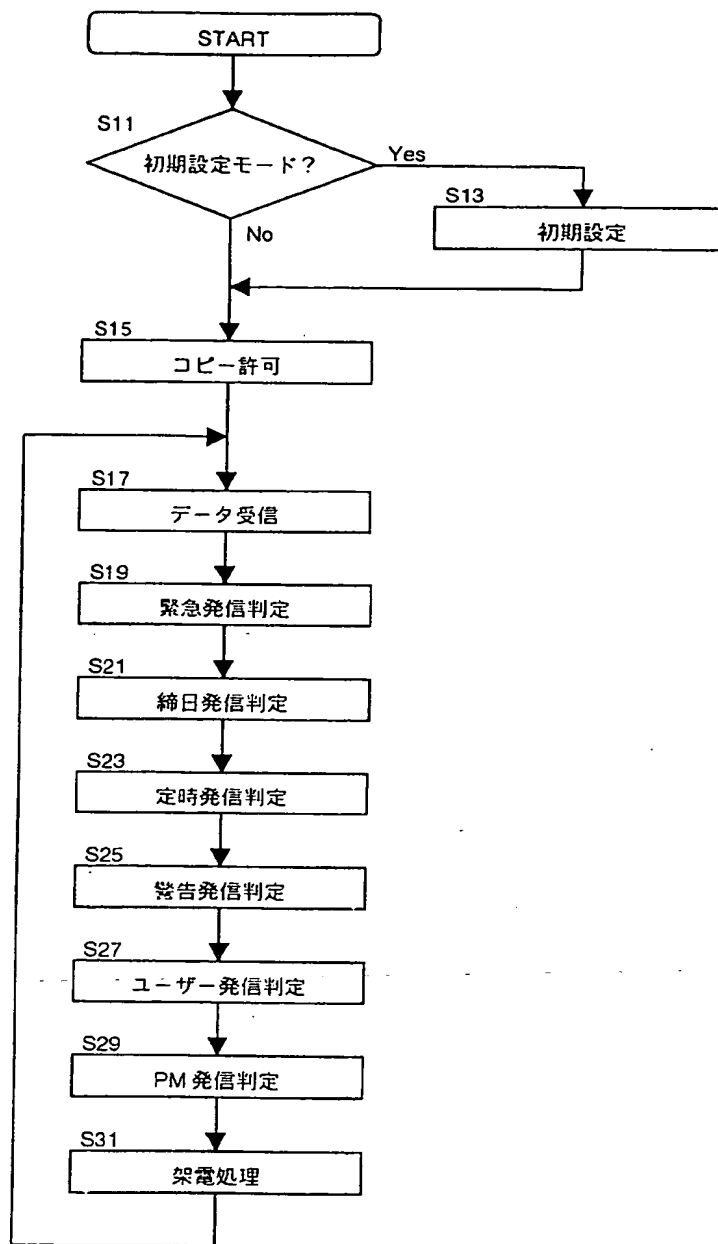 START
S11
初期設定モード？
Yes
S13
初期設定
No
S15
コピー許可
S17
データ受信
S19
緊急発信判定
S21
締日発信判定
S23
定時発信判定
S25
警告発信判定
S27
ユーザー発信判定
S29
PM 発信判定
S31
架電処理